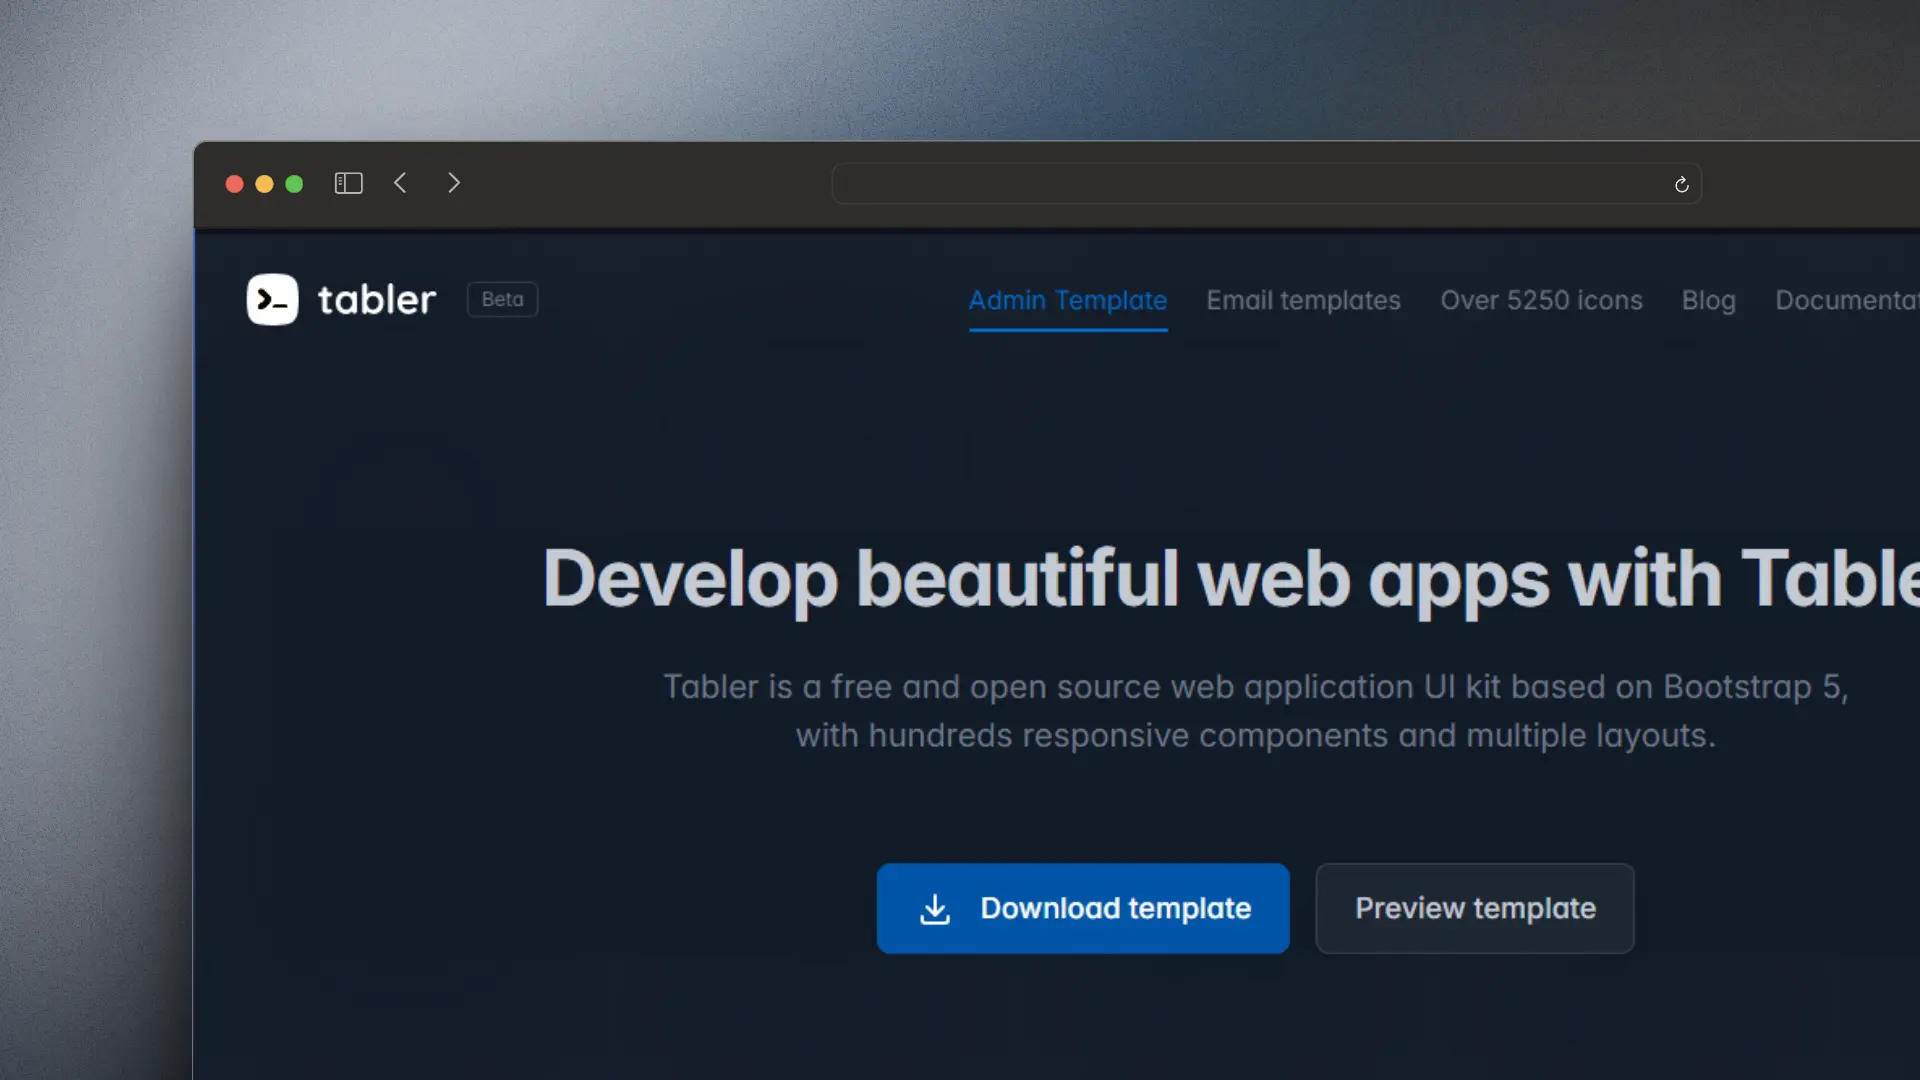 tabler
Beta
Admin Template
Email templates
Over 5250 icons
Blog
Documentat
Develop beautiful web apps with Table
Tabler is a free and open source web application UI kit based on Bootstrap 5,
with hundreds responsive components and multiple layouts.
Download template
Preview template